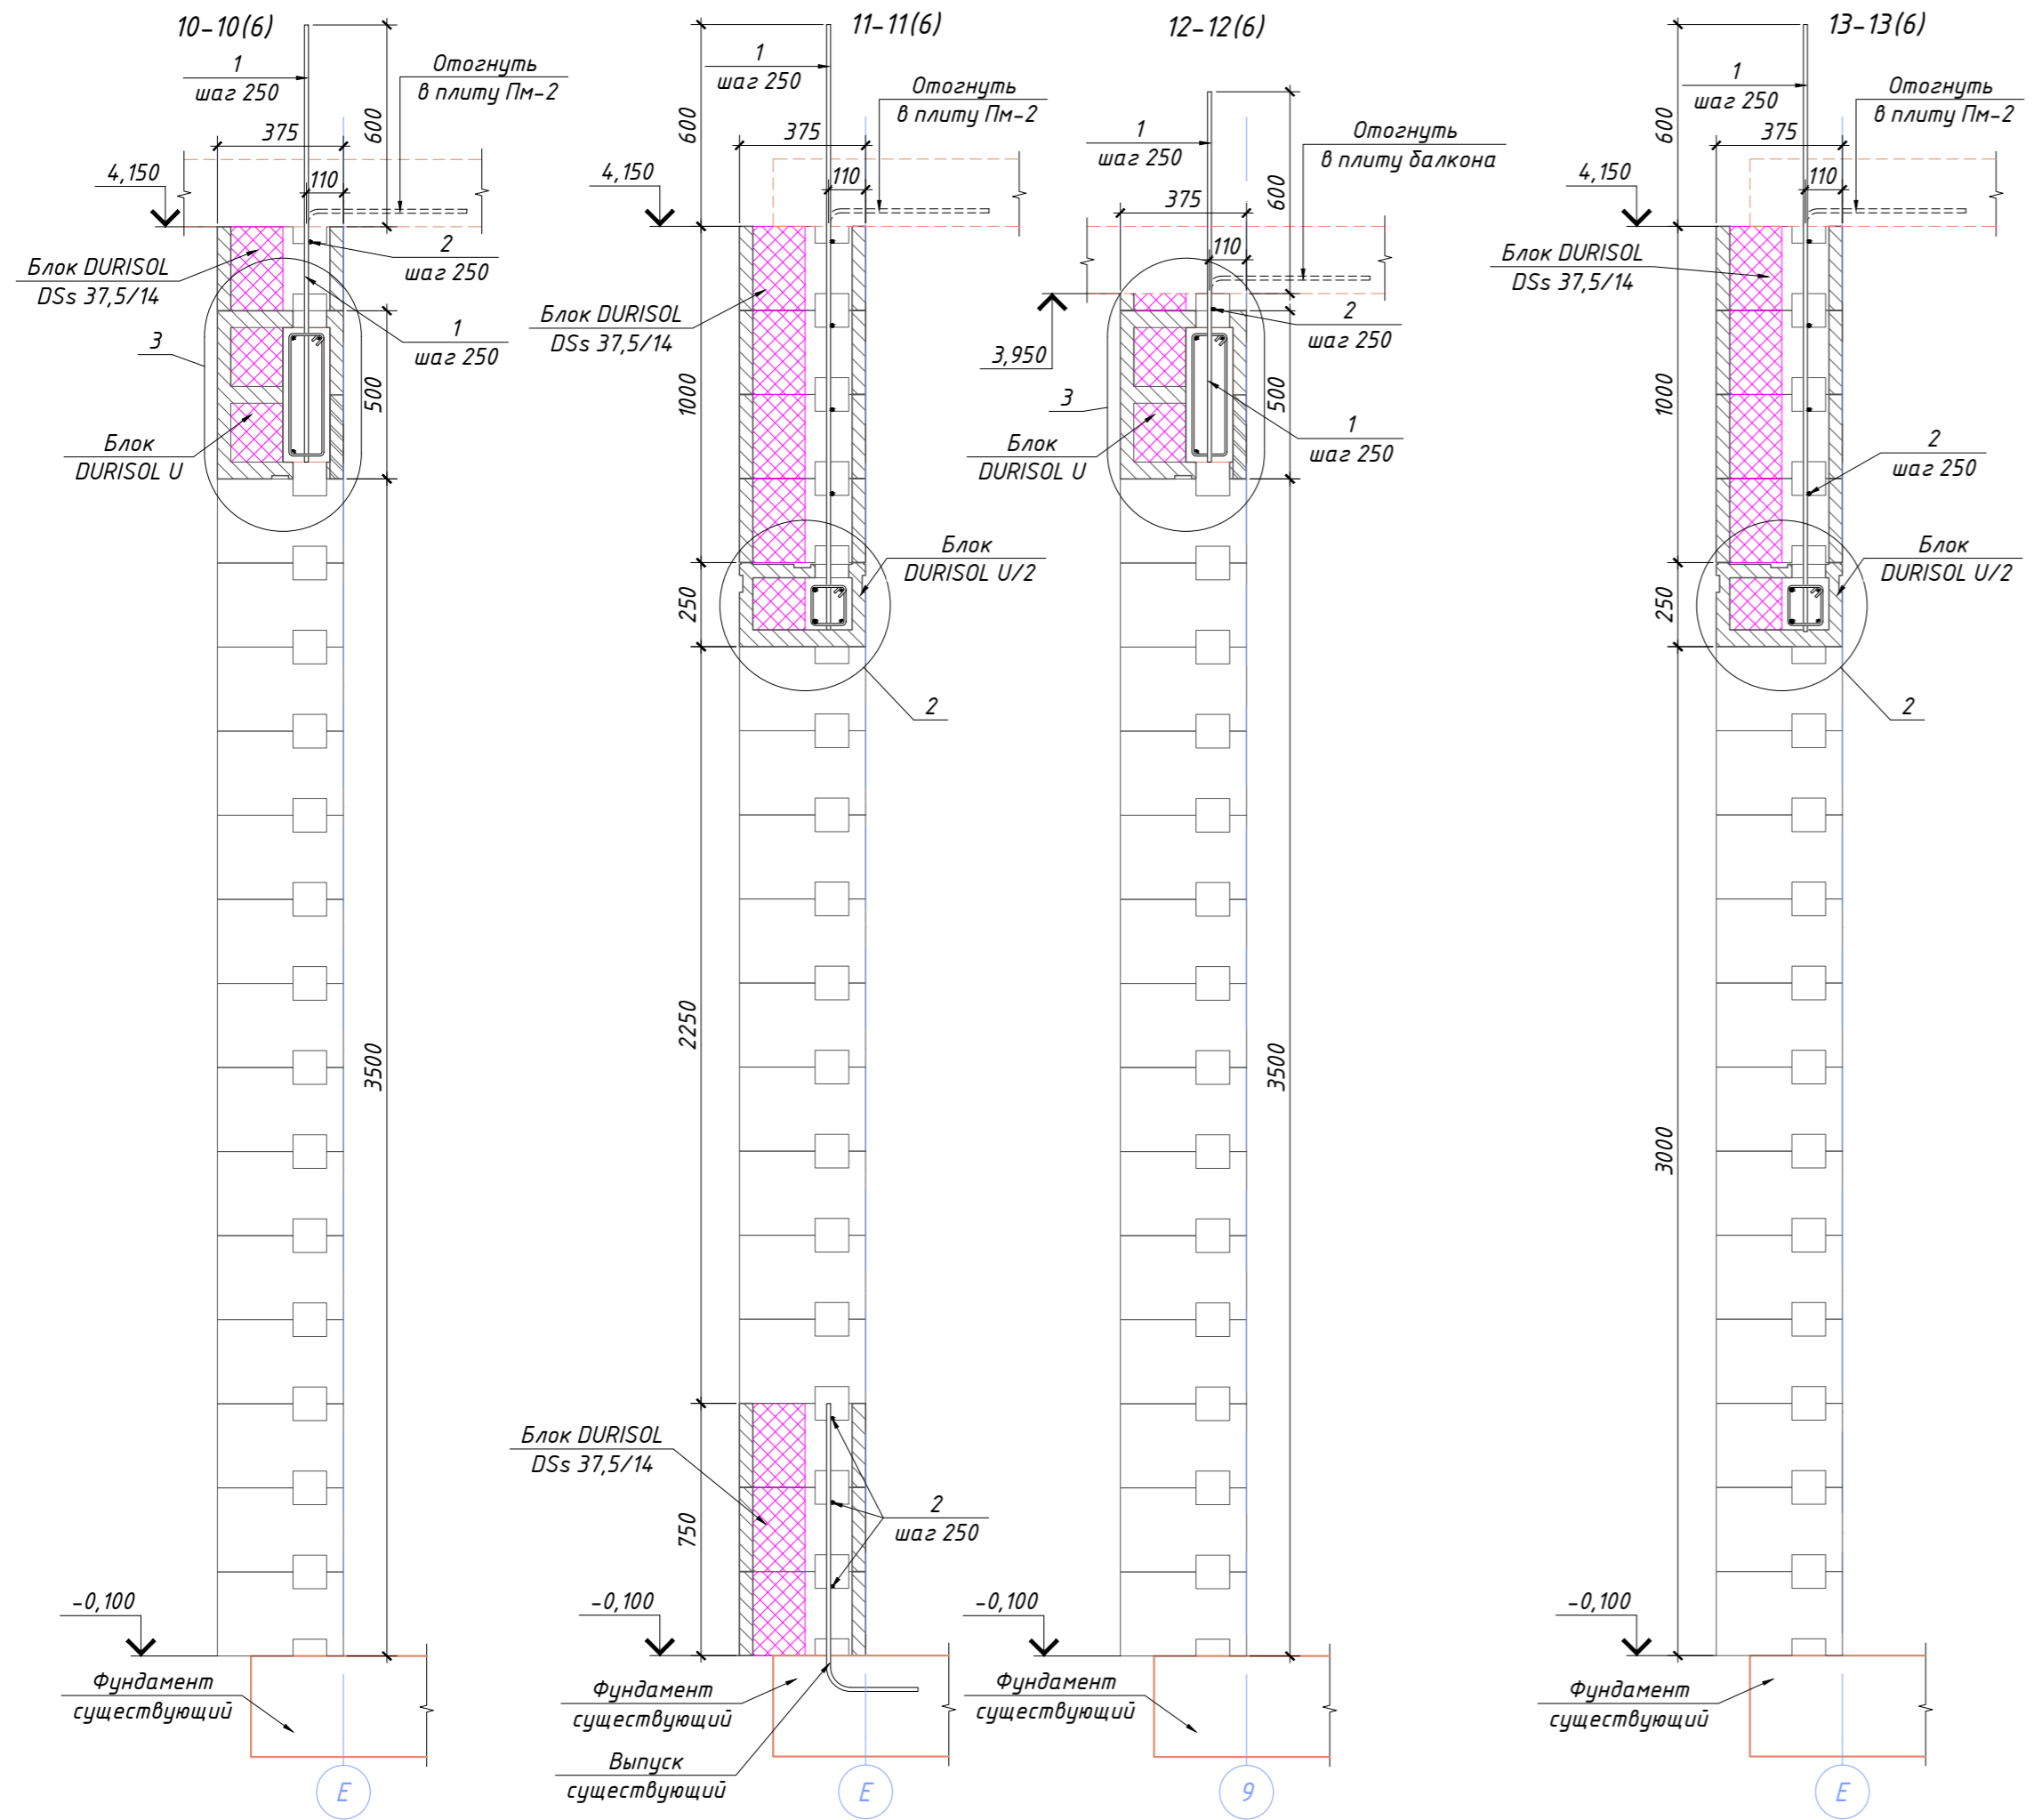 10-10(6)
1
шаг 250
Отогнуть
в плиту Пм-2
600
375
110
4,150
2
шаг 250
Блок DURISOL
DSs 37,5/14
1
шаг 250
3
500
Блок
DURISOL U
3500
-0,100
Фундамент
существующий
Е
11-11(6)
1
шаг 250
Отогнуть
в плиту Пм-2
600
375
110
4,150
Блок DURISOL
DSs 37,5/14
1000
Блок
DURISOL U/2
250
2
2250
Блок DURISOL
DSs 37,5/14
2
шаг 250
750
-0,100
Фундамент
существующий
Выпуск
существующий
Е
12-12(6)
1
шаг 250
Отогнуть
в плиту балкона
600
375
110
2
шаг 250
3,950
3
500
1
шаг 250
Блок
DURISOL U
3500
-0,100
Фундамент
существующий
9
13-13(6)
1
шаг 250
Отогнуть
в плиту Пм-2
600
375
110
4,150
Блок DURISOL
DSs 37,5/14
1000
2
шаг 250
Блок
DURISOL U/2
250
2
3000
-0,100
Фундамент
существующий
Е